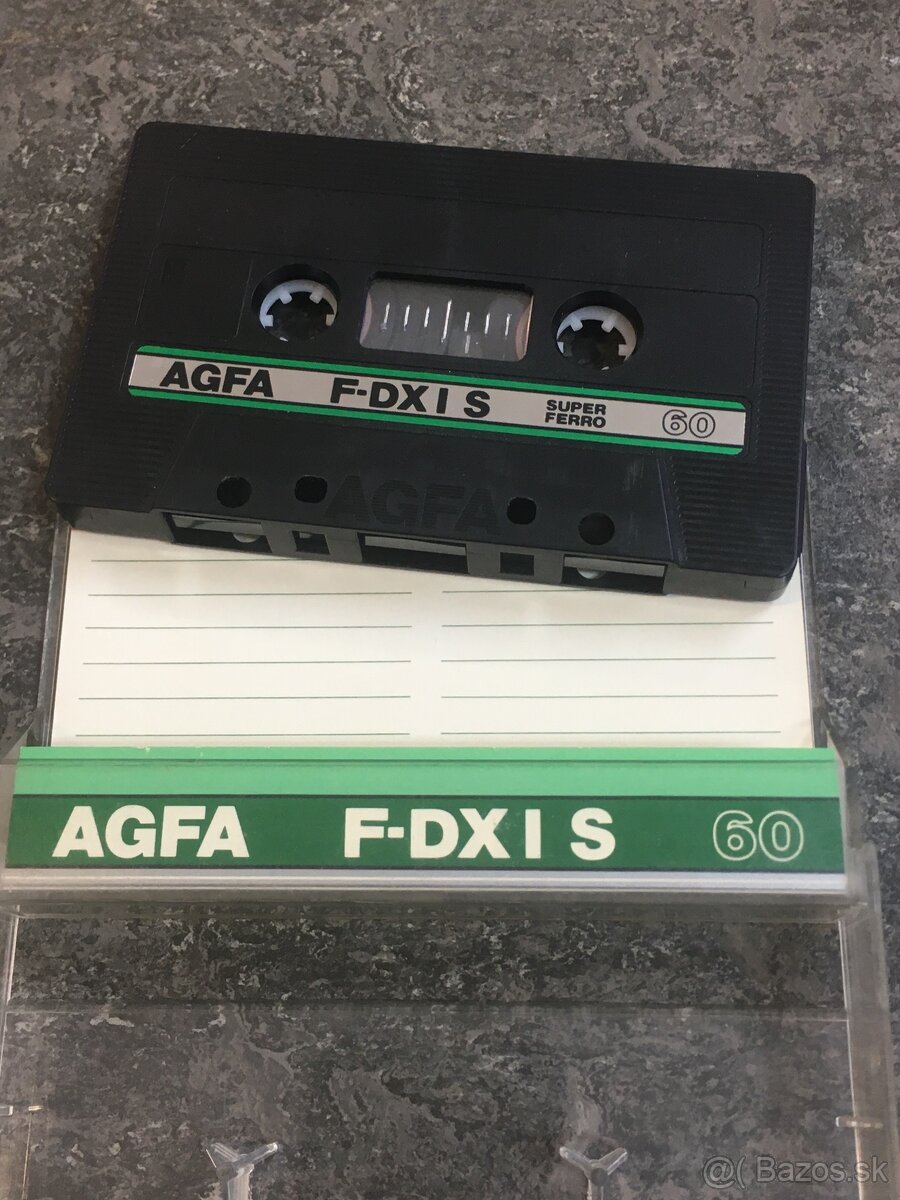 AGFA F-DX I S SUPER FERRO 60
AGFA
AGFA F-DX I S 60
@( Bazos.sk